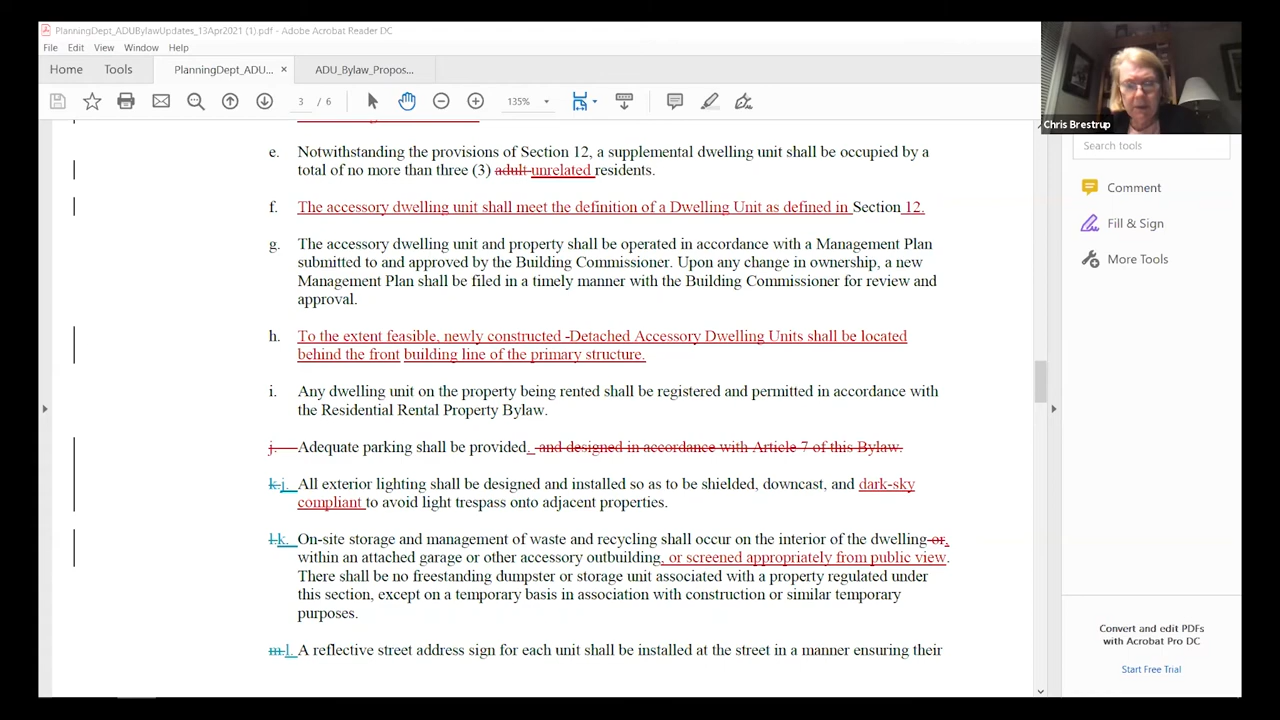 PlanningDept_ADUBylawUpdates_13Apr2021 (1).pdf - Adobe Acrobat Reader DC
File Edit View Window Help
Home Tools PlanningDept_ADU... × ADU_Bylaw_Propos...
3 / 6 135%
Chris Brestrup
Search tools
Comment
Fill & Sign
More Tools
e. Notwithstanding the provisions of Section 12, a supplemental dwelling unit shall be occupied by a
total of no more than three (3) adult unrelated residents.
f. The accessory dwelling unit shall meet the definition of a Dwelling Unit as defined in Section 12.
g. The accessory dwelling unit and property shall be operated in accordance with a Management Plan
submitted to and approved by the Building Commissioner. Upon any change in ownership, a new
Management Plan shall be filed in a timely manner with the Building Commissioner for review and
approval.
h. To the extent feasible, newly constructed -Detached Accessory Dwelling Units shall be located
behind the front building line of the primary structure.
i. Any dwelling unit on the property being rented shall be registered and permitted in accordance with
the Residential Rental Property Bylaw.
j. Adequate parking shall be provided. and designed in accordance with Article 7 of this Bylaw.
k.j. All exterior lighting shall be designed and installed so as to be shielded, downcast, and dark-sky
compliant to avoid light trespass onto adjacent properties.
l.k. On-site storage and management of waste and recycling shall occur on the interior of the dwelling or,
within an attached garage or other accessory outbuilding, or screened appropriately from public view.
There shall be no freestanding dumpster or storage unit associated with a property regulated under
this section, except on a temporary basis in association with construction or similar temporary
purposes.
m.l. A reflective street address sign for each unit shall be installed at the street in a manner ensuring their
Convert and edit PDFs
with Acrobat Pro DC
Start Free Trial